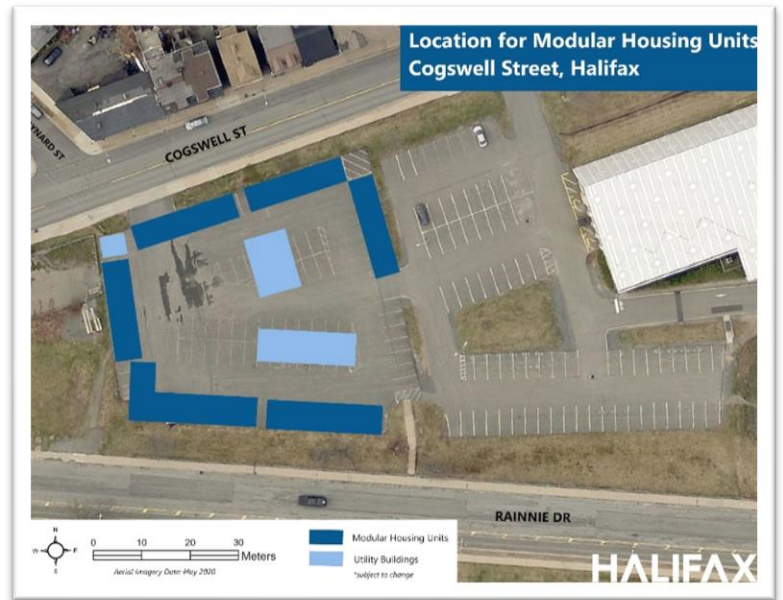 Location for Modular Housing Units
Cogswell Street, Halifax
COGSWELL ST
RAINNIE DR
N
W
S
0 10 20 30
Meters
Aerial Imagery Date: May 2020
Modular Housing Units
Utility Buildings
*subject to change
HALIFAX